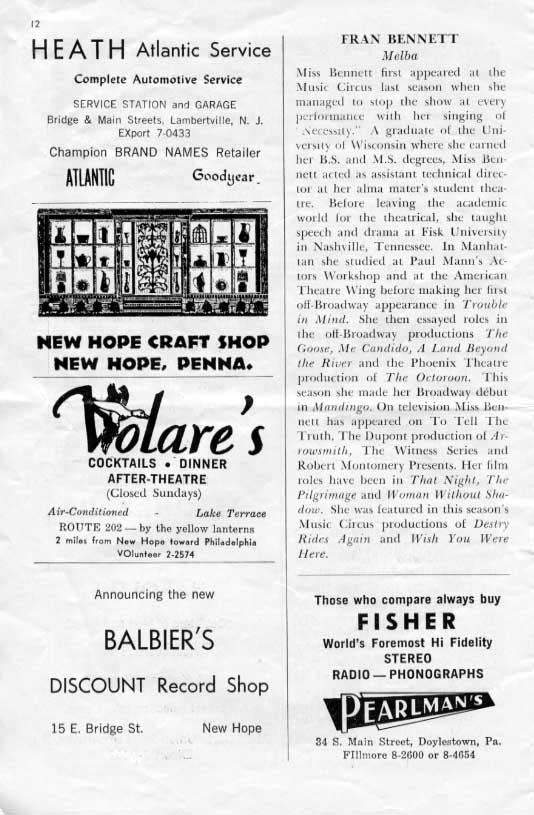 12
HEATH Atlantic Service
Complete Automotive Service
SERVICE STATION and GARAGE
Bridge & Main Streets, Lambertville, N. J.
EXport 7-0433
Champion BRAND NAMES Retailer
ATLANTIC Goodyear
NEW HOPE CRAFT SHOP
NEW HOPE, PENNA.
Volare's
COCKTAILS • DINNER
AFTER-THEATRE
(Closed Sundays)
Air-Conditioned - Lake Terrace
ROUTE 202 — by the yellow lanterns
2 miles from New Hope toward Philadelphia
VOlunteer 2-2574
Announcing the new
BALBIER'S
DISCOUNT Record Shop
15 E. Bridge St. New Hope
FRAN BENNETT
Melba
Miss Bennett first appeared at the
Music Circus last season when she
managed to stop the show at every
performance with her singing of
"Necessity." A graduate of the Uni-
versity of Wisconsin where she earned
her B.S. and M.S. degrees, Miss Ben-
nett acted as assistant technical direc-
tor at her alma mater's student thea-
tre. Before leaving the academic
world for the theatrical, she taught
speech and drama at Fisk University
in Nashville, Tennessee. In Manhat-
tan she studied at Paul Mann's Ac-
tors Workshop and at the American
Theatre Wing before making her first
off-Broadway appearance in Trouble
in Mind. She then essayed roles in
the off-Broadway productions The
Goose, Me Candido, A Land Beyond
the River and the Phoenix Theatre
production of The Octoroon. This
season she made her Broadway début
in Mandingo. On television Miss Ben-
nett has appeared on To Tell The
Truth, The Dupont production of Ar-
rowsmith, The Witness Series and
Robert Montomery Presents. Her film
roles have been in That Night, The
Pilgrimage and Woman Without Sha-
dow. She was featured in this season's
Music Circus productions of Destry
Rides Again and Wish You Were
Here.
Those who compare always buy
FISHER
World's Foremost Hi Fidelity
STEREO
RADIO — PHONOGRAPHS
PEARLMAN'S
34 S. Main Street, Doylestown, Pa.
FIllmore 8-2600 or 8-4654